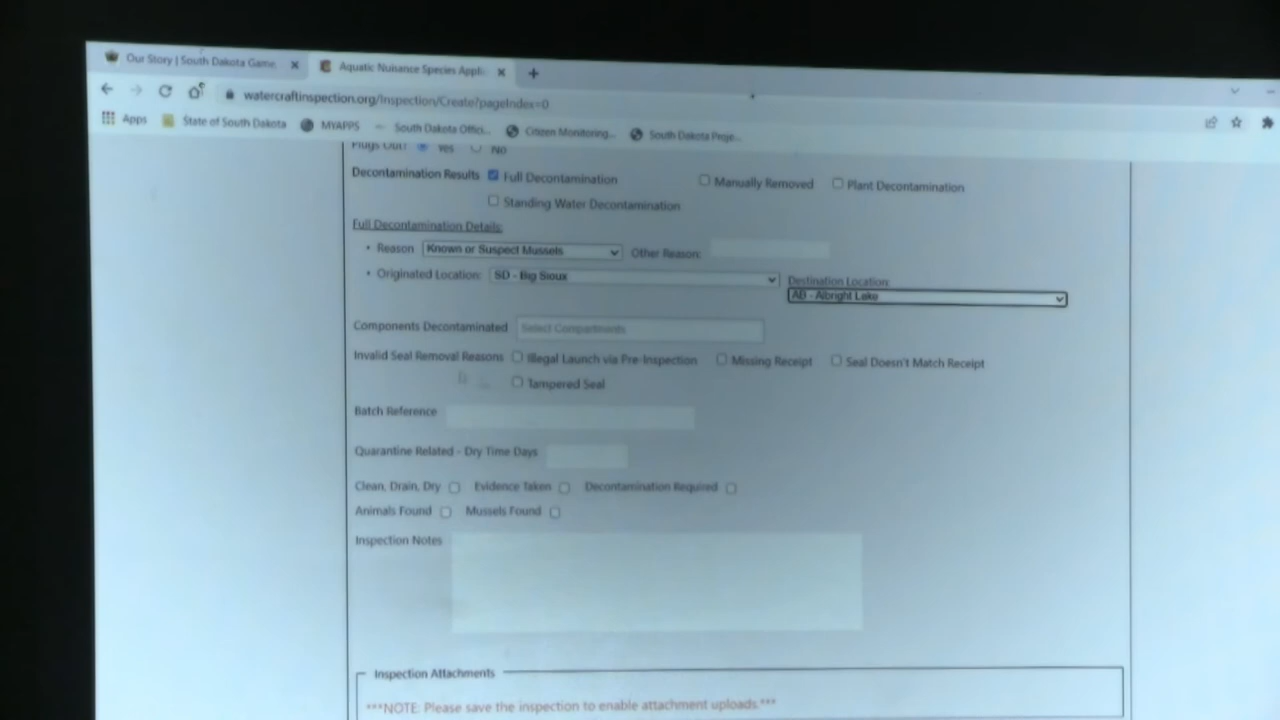 Our Story | South Dakota Game
Aquatic Nuisance Species Appli
watercraftinspection.org/Inspection/Create?pageIndex=0
Apps
State of South Dakota
MYAPPS
South Dakota Offici...
Citizen Monitoring...
South Dakota Proje...
Plugs Out? Yes No
Decontamination Results Full Decontamination Manually Removed Plant Decontamination
Standing Water Decontamination
Full Decontamination Details:
• Reason Known or Suspect Mussels Other Reason:
• Originated Location: SD - Big Sioux Destination Location:
AB - Albright Lake
Components Decontaminated Select Compartments
Invalid Seal Removal Reasons Illegal Launch via Pre-Inspection Missing Receipt Seal Doesn't Match Receipt
Tampered Seal
Batch Reference
Quarantine Related - Dry Time Days
Clean, Drain, Dry Evidence Taken Decontamination Required
Animals Found Mussels Found
Inspection Notes
Inspection Attachments
***NOTE: Please save the inspection to enable attachment uploads.***